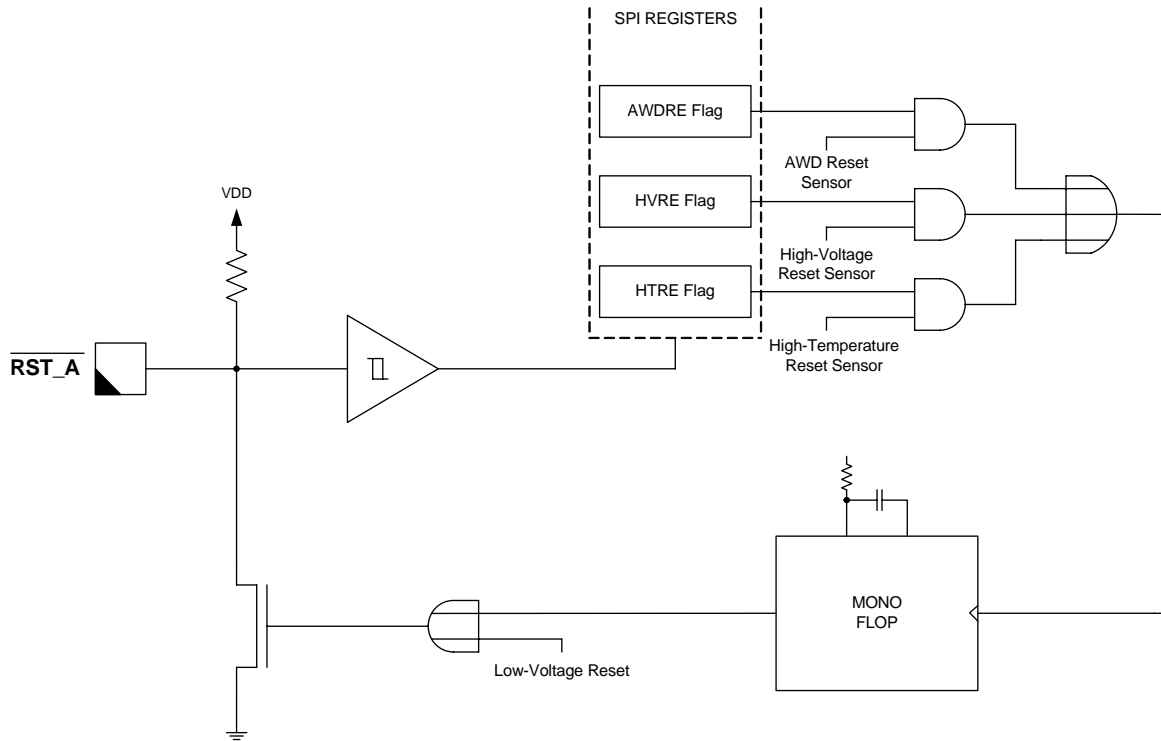 SPI REGISTERS
AWDRE Flag
AWD Reset
Sensor
VDD
HVRE Flag
High-Voltage
Reset Sensor
HTRE Flag
High-Temperature
Reset Sensor
RST_A
MONO
FLOP
Low-Voltage Reset